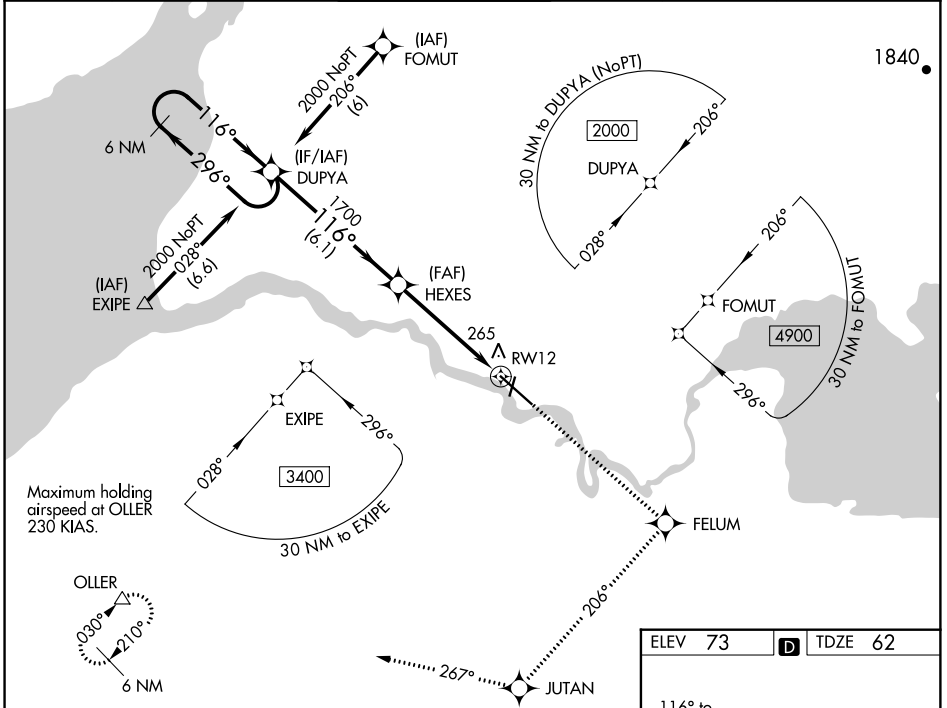 (IAF)
FOMUT
2000 NoPT
206°
(6)
1840
30 NM to DUPYA (NoPT)
2000
206°
DUPYA
028°
116°
6 NM
296°
(IF/IAF)
DUPYA
1700
116°
(6.1)
2000 NoPT
028°
(6.6)
(IAF)
EXIPE
(FAF)
HEXES
206°
FOMUT
4900
30 NM to FOMUT
296°
265
RW12
EXIPE
028°
296°
3400
30 NM to EXIPE
Maximum holding
airspeed at OLLER
230 KIAS.
FELUM
OLLER
030°
210°
6 NM
206°
267°
JUTAN
ELEV 73
D
TDZE 62
116° to